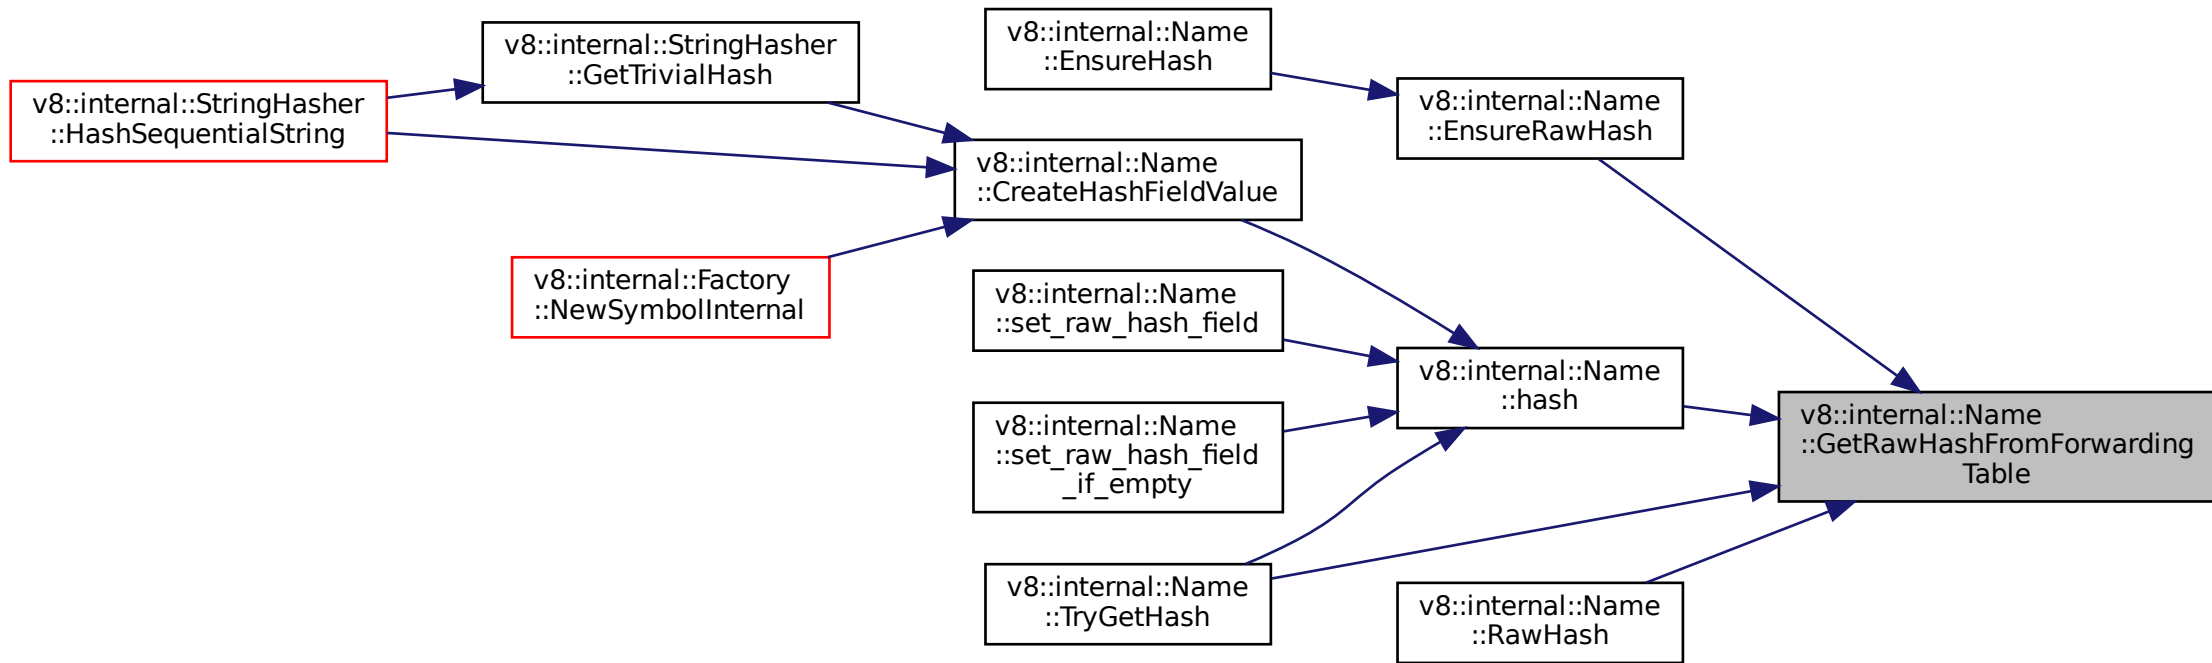 v8::internal::StringHasher
::HashSequentialString
v8::internal::StringHasher
::GetTrivialHash
v8::internal::Factory
::NewSymbolInternal
v8::internal::Name
::EnsureHash
v8::internal::Name
::CreateHashFieldValue
v8::internal::Name
::set_raw_hash_field
v8::internal::Name
::set_raw_hash_field
_if_empty
v8::internal::Name
::TryGetHash
v8::internal::Name
::EnsureRawHash
v8::internal::Name
::hash
v8::internal::Name
::RawHash
v8::internal::Name
::GetRawHashFromForwarding
Table